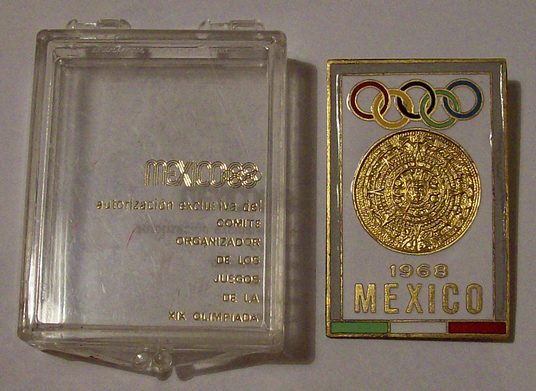 MEXICO68
autorización exclusiva del
COMITE
ORGANIZADOR
DE LOS
JUEGOS
DE LA
XIX OLIMPIADA
1968
MEXICO